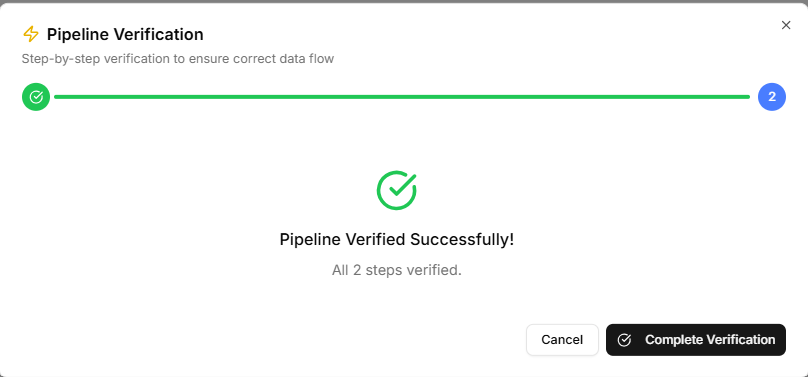 Pipeline Verification
Step-by-step verification to ensure correct data flow
2
Pipeline Verified Successfully!
All 2 steps verified.
Cancel
Complete Verification